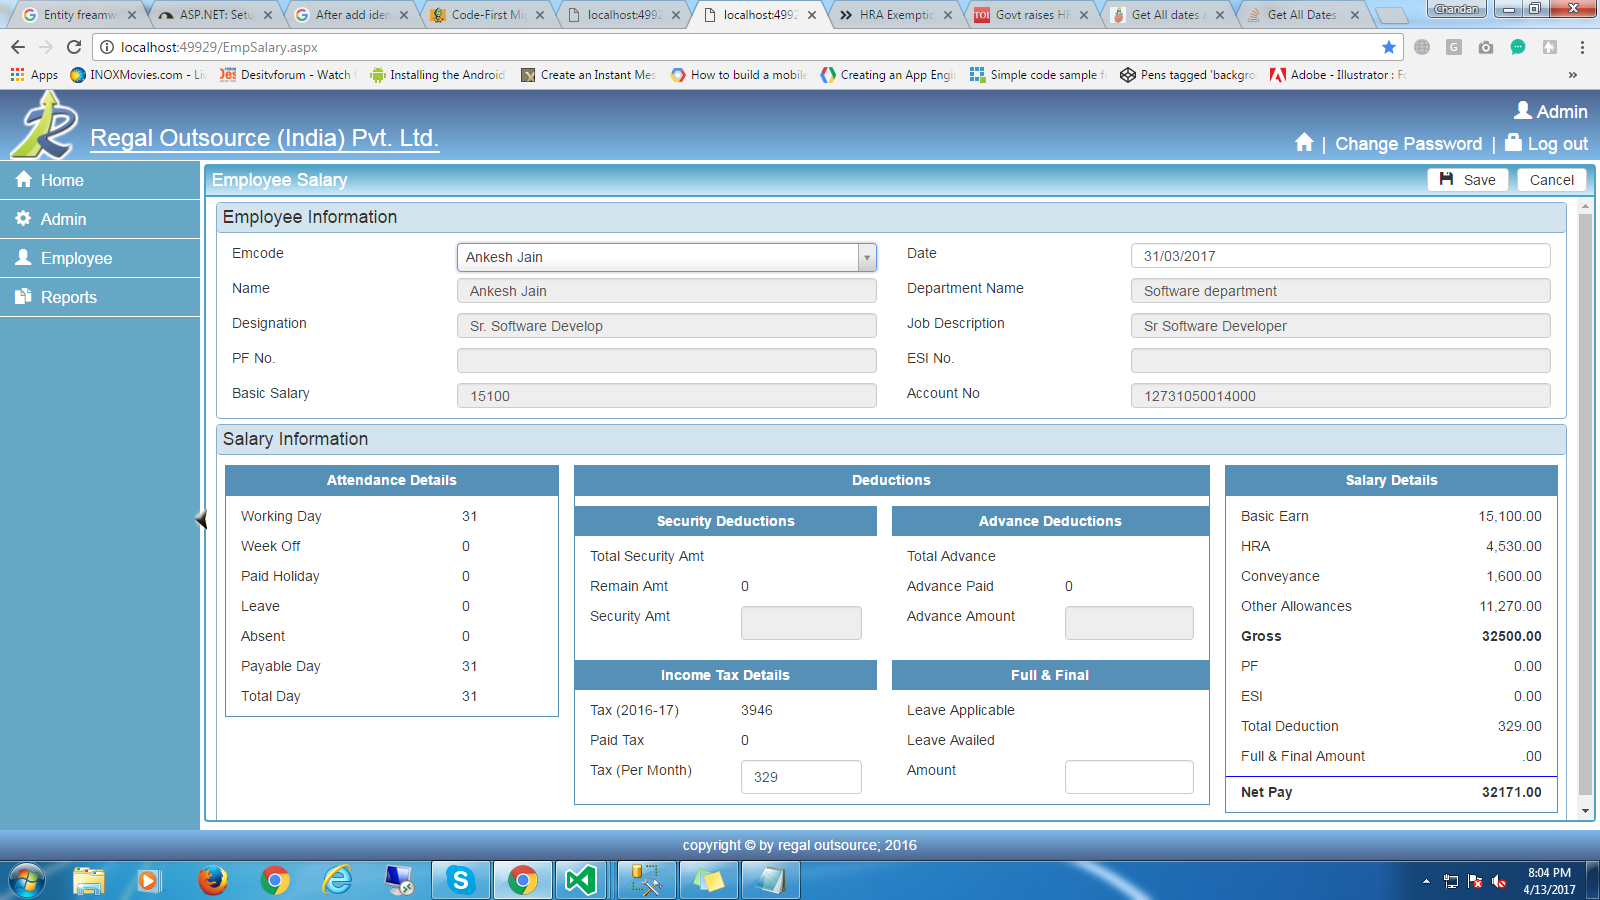 Entity freamwo
ASP.NET: Setu
After add iden
Code-First Mi
localhost:4992
localhost:4992
HRA Exemptio
Govt raises HR
Get All dates a
Get All Dates
Chandan
localhost:49929/EmpSalary.aspx
Apps
INOXMovies.com - Liv
Desitvforum - Watch
Installing the Android
Create an Instant Mes
How to build a mobile
Creating an App Engi
Simple code sample f
Pens tagged 'backgro
Adobe - Illustrator : F
»
Regal Outsource (India) Pvt. Ltd.
Admin
| Change Password | Log out
Home
Admin
Employee
Reports
Employee Salary
Save
Cancel
Employee Information
Emcode Ankesh Jain Date 31/03/2017
Name Ankesh Jain Department Name Software department
Designation Sr. Software Develop Job Description Sr Software Developer
PF No. ESI No.
Basic Salary 15100 Account No 12731050014000
Salary Information
Attendance Details
Working Day 31
Week Off 0
Paid Holiday 0
Leave 0
Absent 0
Payable Day 31
Total Day 31
Deductions
Security Deductions
Total Security Amt
Remain Amt 0
Security Amt
Advance Deductions
Total Advance
Advance Paid 0
Advance Amount
Income Tax Details
Tax (2016-17) 3946
Paid Tax 0
Tax (Per Month) 329
Full & Final
Leave Applicable
Leave Availed
Amount
Salary Details
Basic Earn 15,100.00
HRA 4,530.00
Conveyance 1,600.00
Other Allowances 11,270.00
Gross 32500.00
PF 0.00
ESI 0.00
Total Deduction 329.00
Full & Final Amount .00
Net Pay 32171.00
copyright © by regal outsource; 2016
8:04 PM
4/13/2017